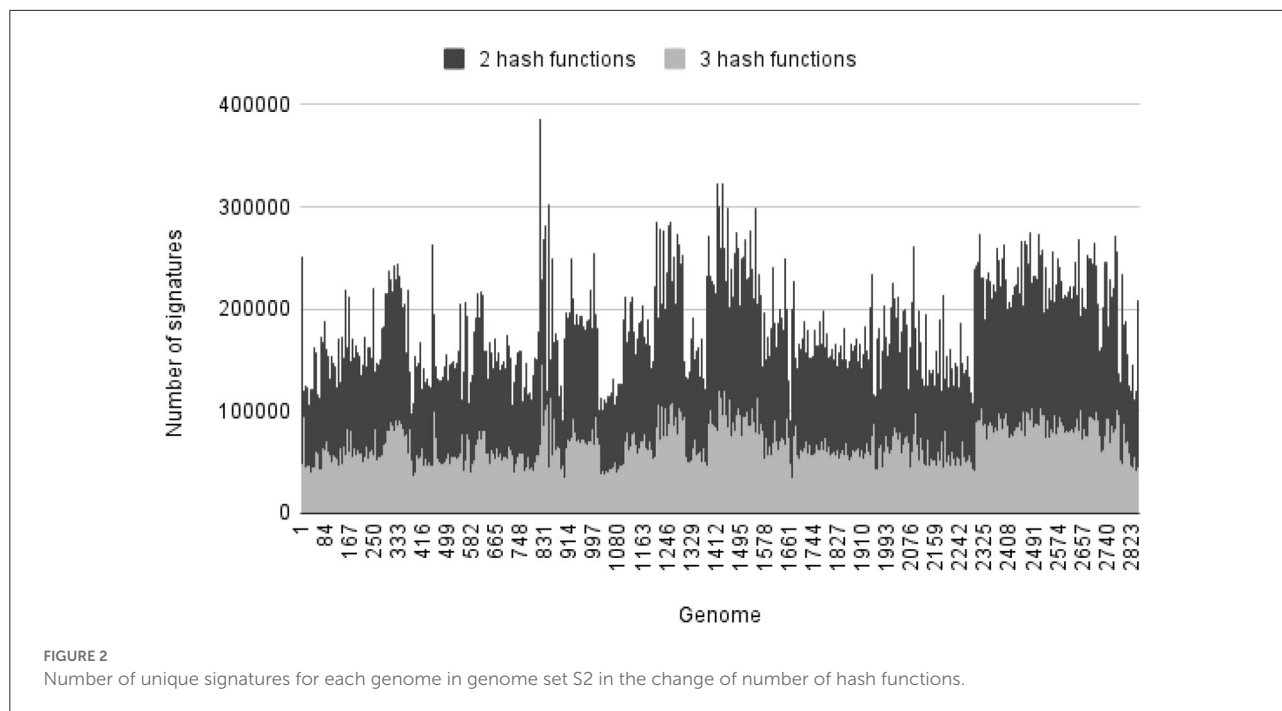 2 hash functions 3 hash functions
400000
300000
200000
100000
0
Number of signatures
1 84 167 250 333 416 499 582 665 748 831 914 997 1080 1163 1246 1329 1412 1495 1578 1661 1744 1827 1910 1993 2076 2159 2242 2325 2408 2491 2574 2657 2740 2823
Genome
FIGURE 2
Number of unique signatures for each genome in genome set S2 in the change of number of hash functions.